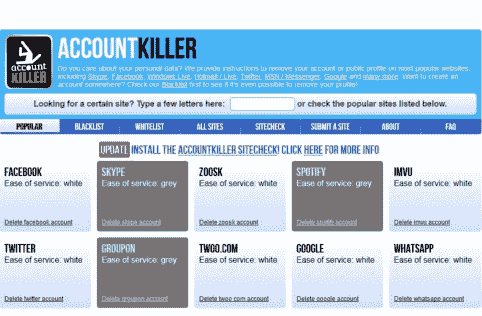 account
KILLER
ACCOUNTKILLER
Do you care about your personal data? We provide instructions to remove your account or public profile on most popular websites,
including Skype, Facebook, Windows Live, Hotmail / Live, Twitter, MSN / Messenger, Google and many more. Want to create an
account somewhere? Check our Blacklist first to see if it's even possible to remove your profile!
Looking for a certain site? Type a few letters here: or check the popular sites listed below.
POPULAR BLACKLIST WHITELIST ALL SITES SITECHECK SUBMIT A SITE ABOUT FAQ
UPDATE INSTALL THE ACCOUNTKILLER SITECHECK! CLICK HERE FOR MORE INFO
FACEBOOK SKYPE ZOOSK SPOTIFY IMVU
Ease of service: white Ease of service: grey Ease of service: white Ease of service: grey Ease of service: white
Delete facebook account Delete skype account Delete zoosk account Delete spotify account Delete imvu account
TWITTER GROUPON TWOO.COM GOOGLE WHATSAPP
Ease of service: white Ease of service: grey Ease of service: white Ease of service: white Ease of service: white
Delete twitter account Delete groupon account Delete twoo com account Delete google account Delete whatsapp account